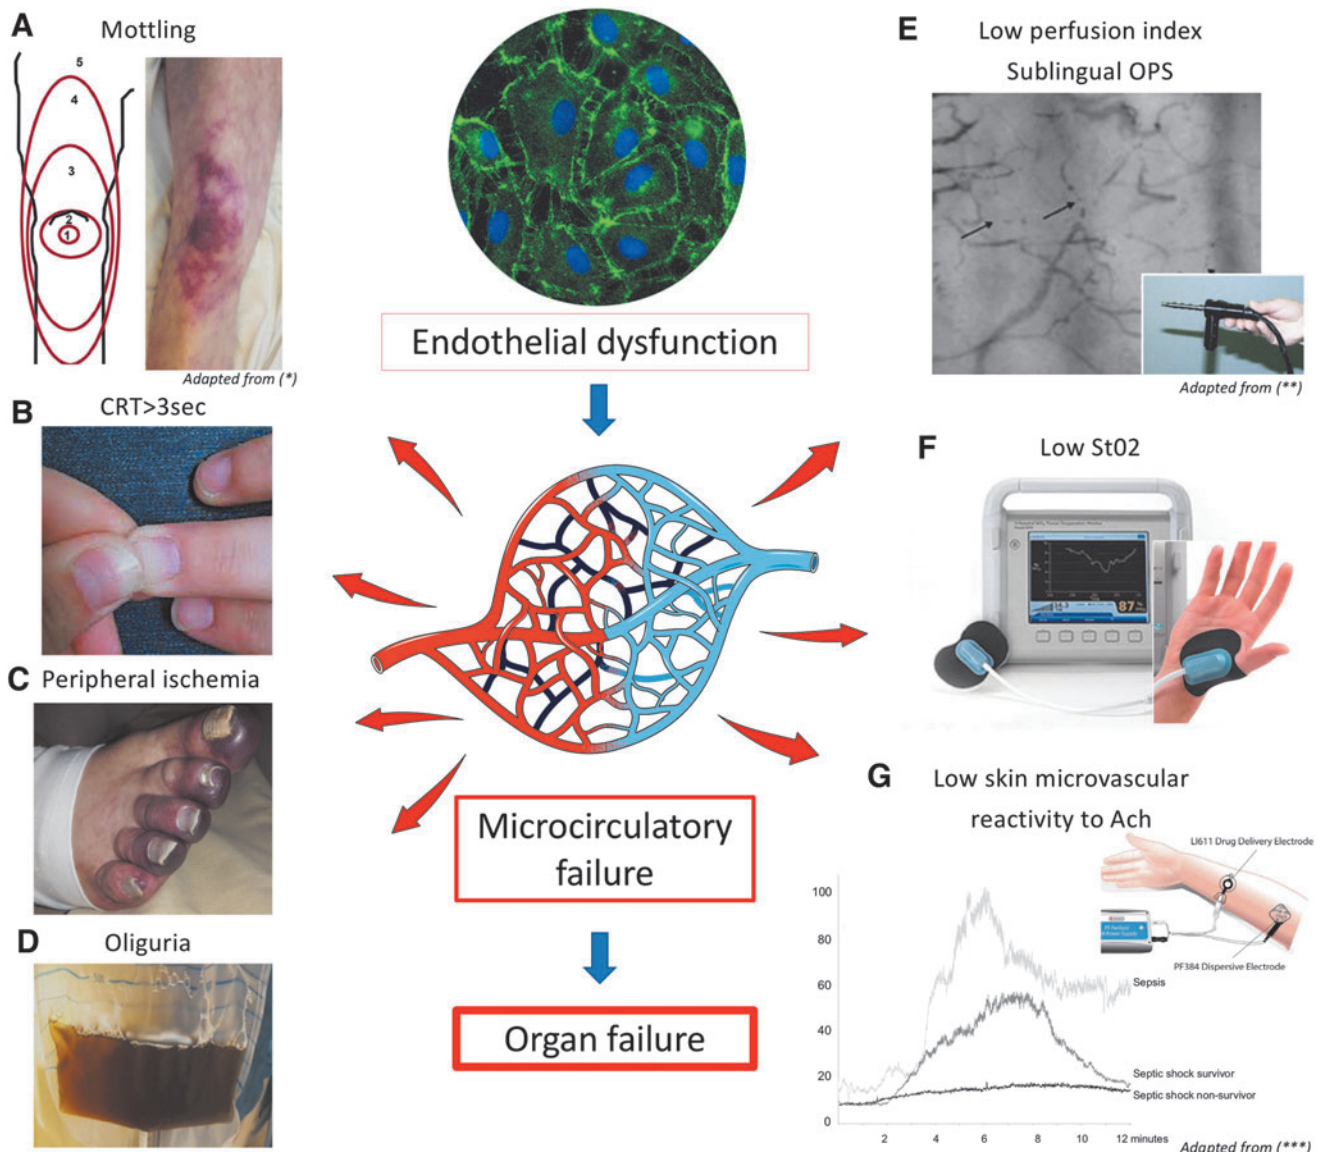 A
Mottling
5
4
3
2
1
Adapted from (*)
B
CRT>3sec
C
Peripheral ischemia
D
Oliguria
Endothelial dysfunction
Microcirculatory
failure
Organ failure
E
Low perfusion index
Sublingual OPS
Adapted from (**)
F
Low St02
87
G
Low skin microvascular
reactivity to Ach
LI611 Drug Delivery Electrode
PF384 Dispersive Electrode
100
80
60
40
20
0
Sepsis
Septic shock survivor
Septic shock non-survivor
2
4
6
8
10
12 minutes
Adapted from (***)